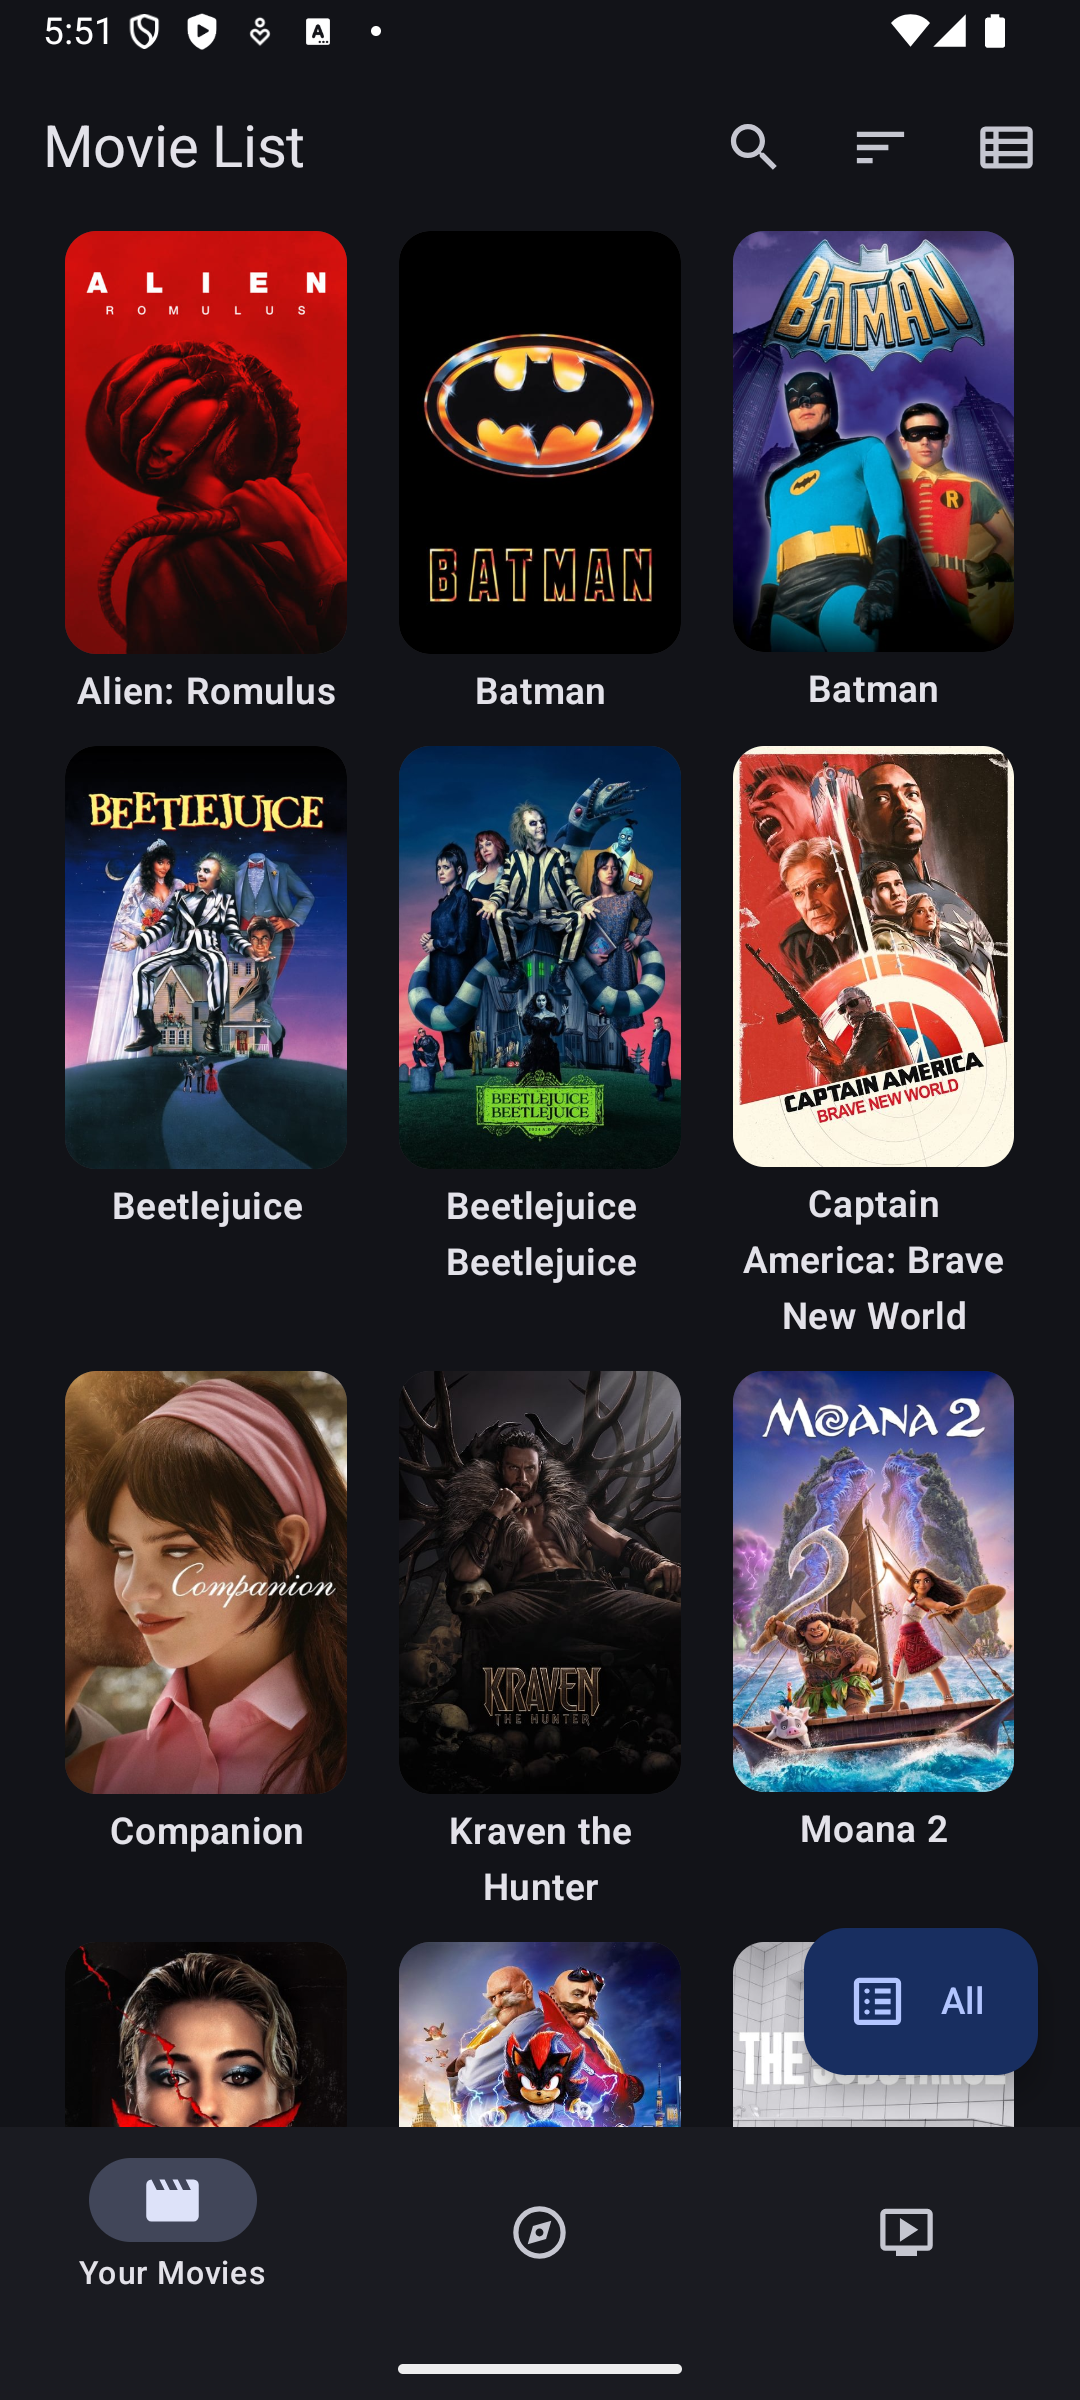 5:51
Movie List
ALIEN
ROMULUS
BATMAN
BATMAN
Alien: Romulus
Batman
Batman
BEETLEJUICE
BEETLEJUICE
BEETLEJUICE
CAPTAIN AMERICA
BRAVE NEW WORLD
Beetlejuice
Beetlejuice
Beetlejuice
Captain
America: Brave
New World
Companion
KRAVEN
THE HUNTER
MOANA 2
Companion
Kraven the
Hunter
Moana 2
THE
All
Your Movies